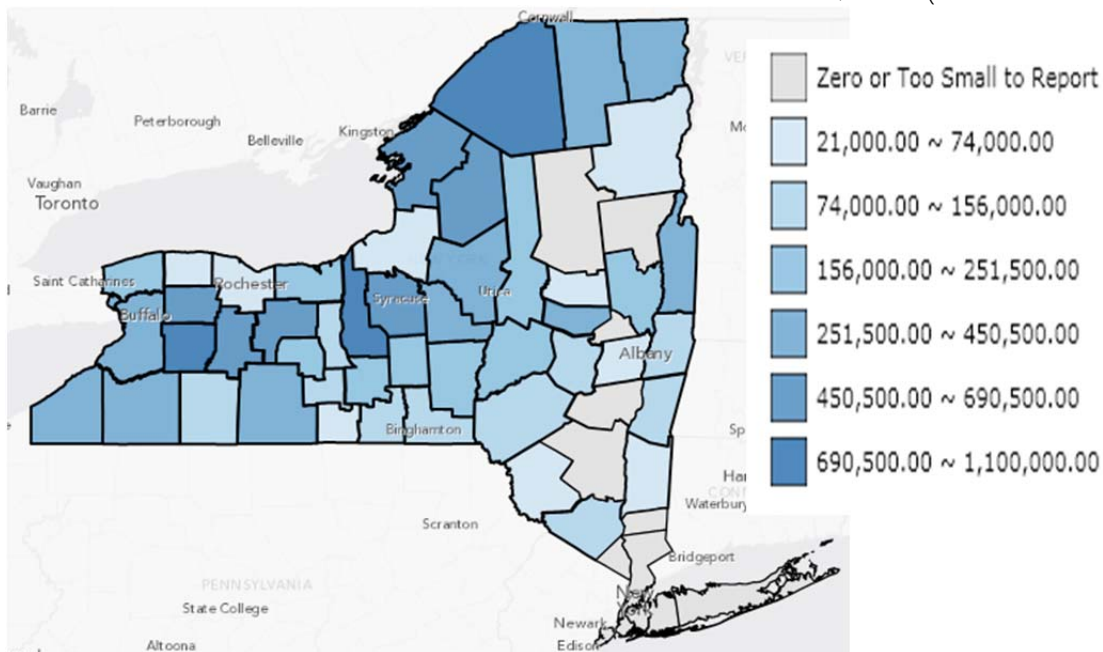 Cornwall
Barrie
Peterborough
Belleville
Kingston
Vaughan
Toronto
Saint Catharines
Rochester
Buffalo
Syracuse
Utica
Albany
Binghamton
Scranton
Waterbury
Bridgeport
PENNSYLVANIA
State College
New York
Newark
Edison
Altoona
Zero or Too Small to Report
21,000.00 ~ 74,000.00
74,000.00 ~ 156,000.00
156,000.00 ~ 251,500.00
251,500.00 ~ 450,500.00
450,500.00 ~ 690,500.00
690,500.00 ~ 1,100,000.00